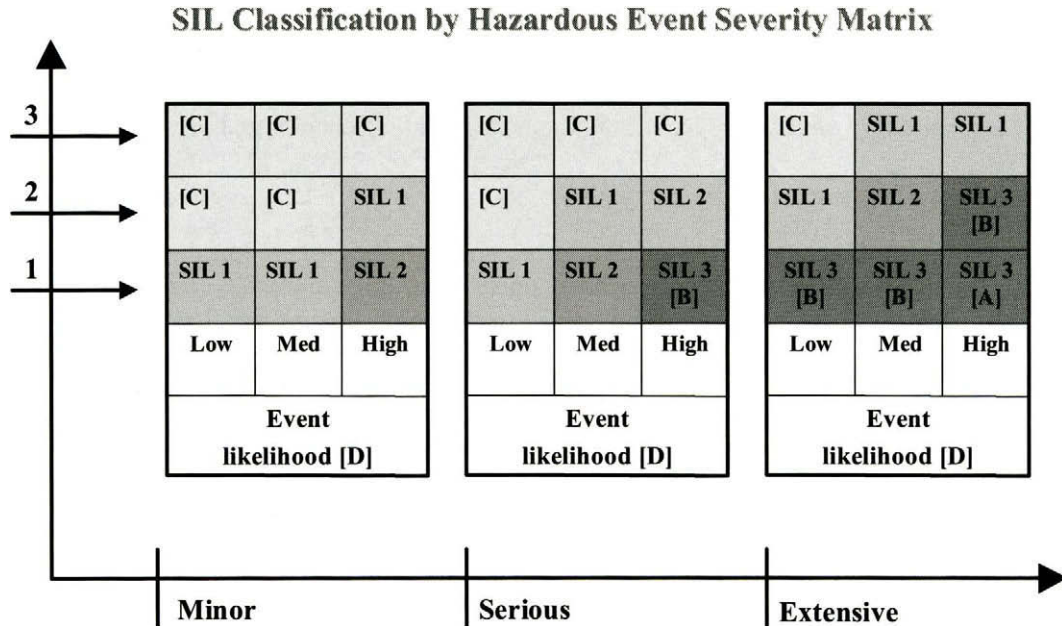 SIL Classification by Hazardous Event Severity Matrix
3
[C] [C] [C] [C] [C] [C] [C] SIL 1 SIL 1
2
[C] [C] SIL 1 [C] SIL 1 SIL 2 SIL 1 SIL 2 SIL 3
[B]
1
SIL 1 SIL 1 SIL 2 SIL 1 SIL 2 SIL 3 SIL 3 SIL 3 SIL 3
[B] [B] [B] [A]
Low Med High Low Med High Low Med High
Event Event Event
likelihood [D] likelihood [D] likelihood [D]
Minor Serious Extensive